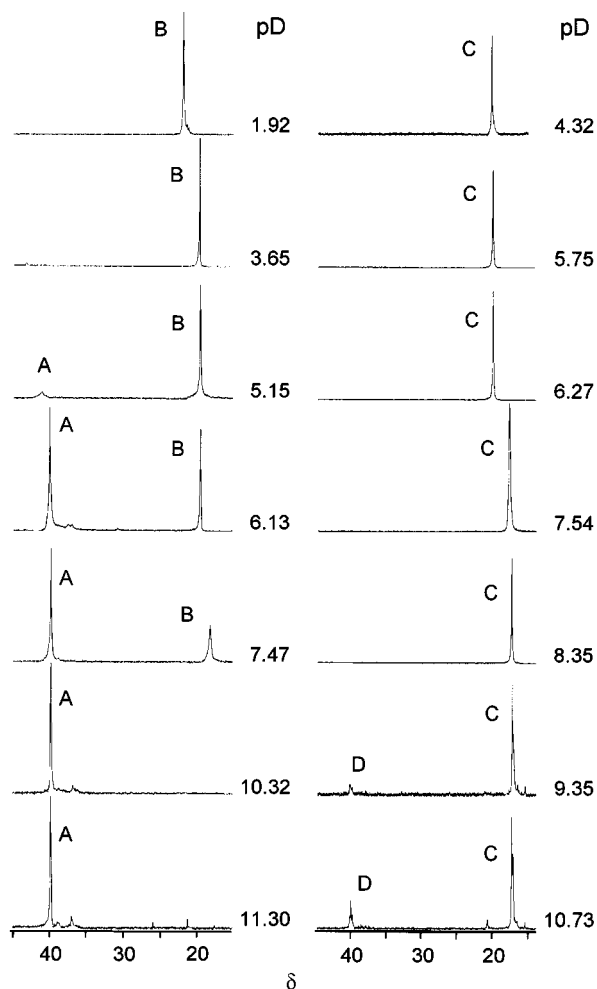 B pD C pD
1.92 4.32
B C
3.65 5.75
B C
A
5.15 6.27
A B C
6.13 7.54
A B C
7.47 8.35
A C
D
10.32 9.35
A C
D
11.30 10.73
40 30 20 40 30 20
δ